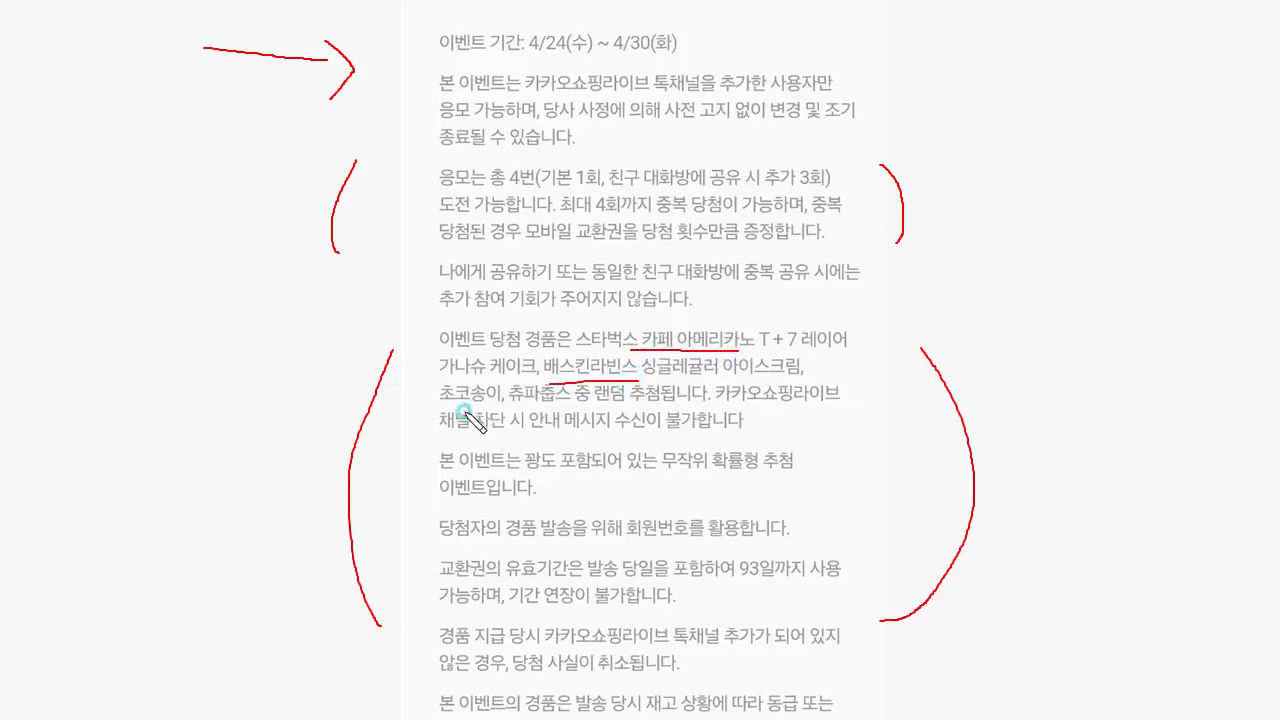 이벤트 기간: 4/24(수) ~ 4/30(화)
본 이벤트는 카카오쇼핑라이브 톡채널을 추가한 사용자만
응모 가능하며, 당사 사정에 의해 사전 고지 없이 변경 및 조기
종료될 수 있습니다.
응모는 총 4번(기본 1회, 친구 대화방에 공유 시 추가 3회)
도전 가능합니다. 최대 4회까지 중복 당첨이 가능하며, 중복
당첨된 경우 모바일 교환권을 당첨 횟수만큼 증정합니다.
나에게 공유하기 또는 동일한 친구 대화방에 중복 공유 시에는
추가 참여 기회가 주어지지 않습니다.
이벤트 당첨 경품은 스타벅스 카페 아메리카노 T + 7 레이어
가나슈 케이크, 배스킨라빈스 싱글레귤러 아이스크림,
초코송이, 츄파춥스 중 랜덤 추첨됩니다. 카카오쇼핑라이브
채널 차단 시 안내 메시지 수신이 불가합니다
본 이벤트는 꽝도 포함되어 있는 무작위 확률형 추첨
이벤트입니다.
당첨자의 경품 발송을 위해 회원번호를 활용합니다.
교환권의 유효기간은 발송 당일을 포함하여 93일까지 사용
가능하며, 기간 연장이 불가합니다.
경품 지급 당시 카카오쇼핑라이브 톡채널 추가가 되어 있지
않은 경우, 당첨 사실이 취소됩니다.
본 이벤트의 경품은 발송 당시 재고 상황에 따라 동급 또는